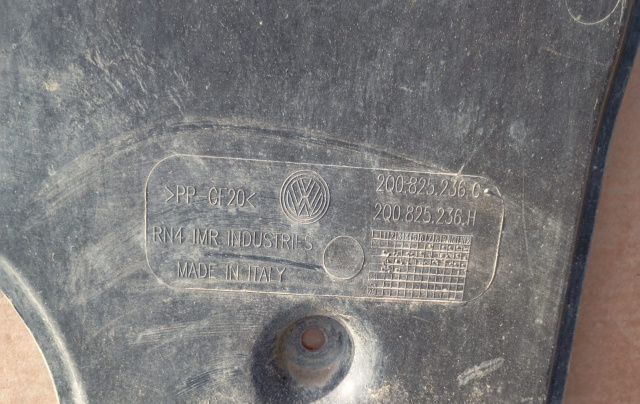 >PP-GF20<
2Q0.825.236.C
2Q0.825.236.H
RN4 IMR INDUSTRIES
MADE IN ITALY